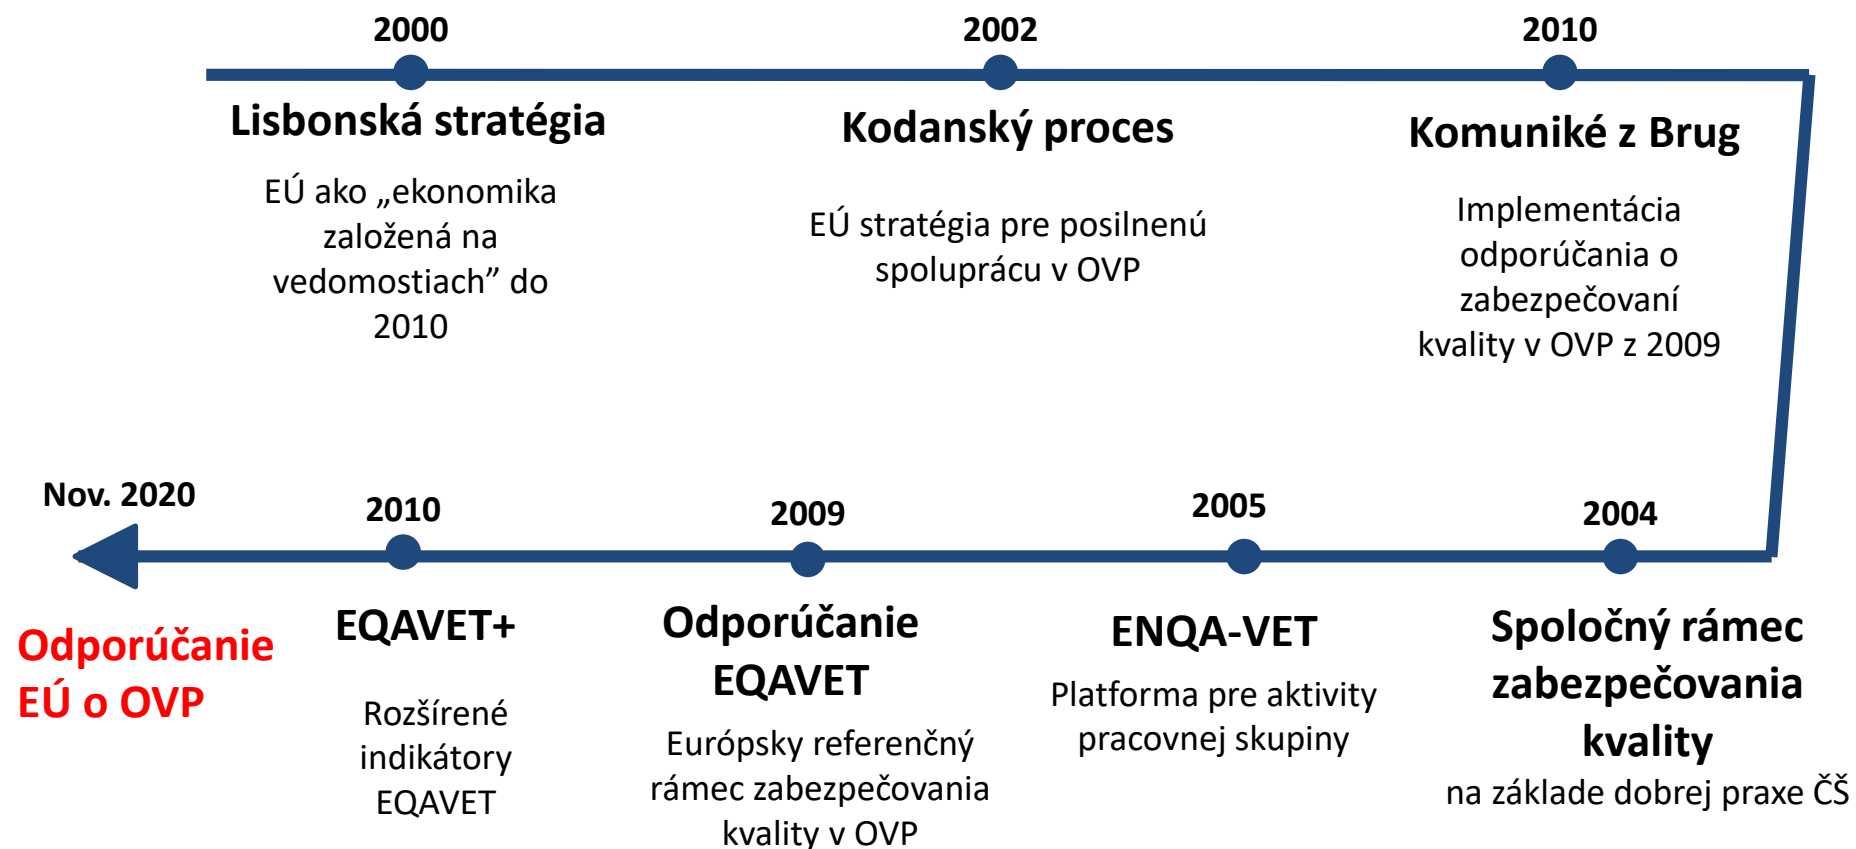 2000
Lisbonská stratégia
EÚ ako „ekonomika
založená na
vedomostiach” do
2010
2002
Kodanský proces
EÚ stratégia pre posilnenú
spoluprácu v OVP
2010
Komuniké z Brug
Implementácia
odporúčania o
zabezpečovaní
kvality v OVP z 2009
2004
Spoločný rámec
zabezpečovania
kvality
na základe dobrej praxe ČŠ
2005
ENQA-VET
Platforma pre aktivity
pracovnej skupiny
2009
Odporúčanie
EQAVET
Európsky referenčný
rámec zabezpečovania
kvality v OVP
2010
EQAVET+
Rozšírené
indikátory
EQAVET
Nov. 2020
Odporúčanie
EÚ o OVP